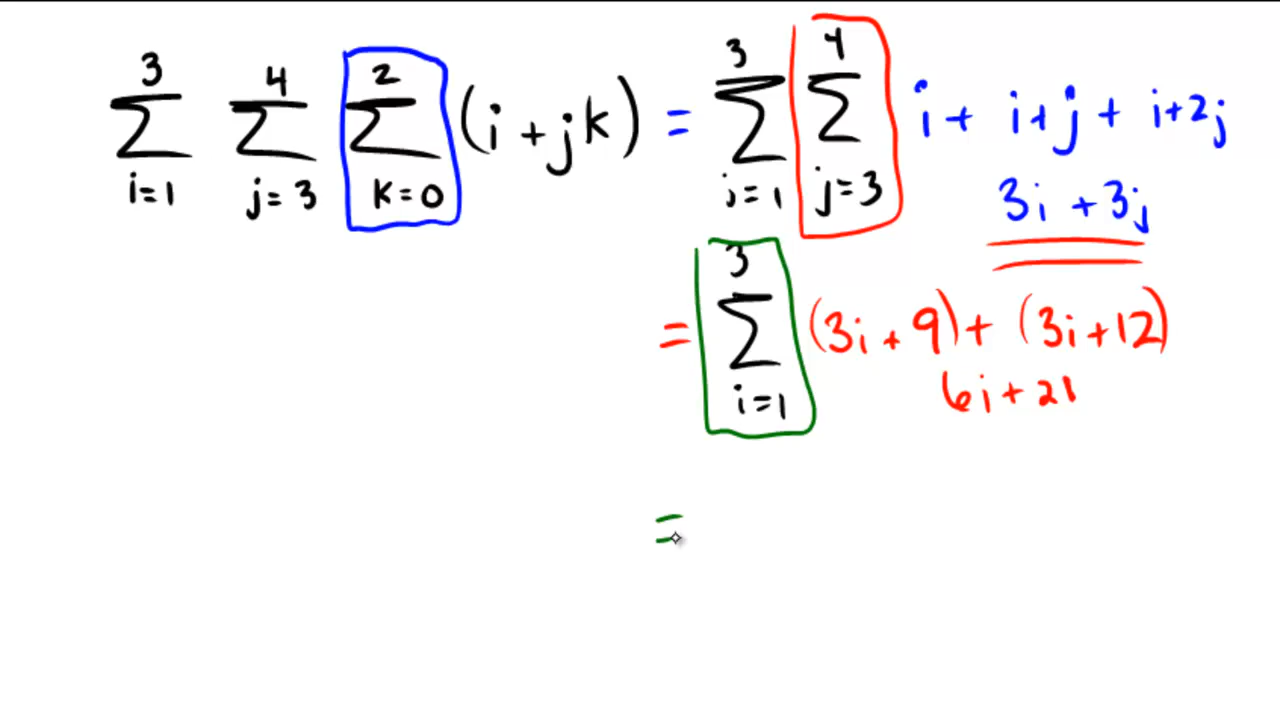 3 4 2 3 4
∑ ∑ ∑ (i + jk) = ∑ ∑ i + i+j + i+2j
i=1 j=3 k=0 i=1 j=3 3i + 3j
3
= ∑ (3i + 9) + (3i + 12)
i=1 6i + 21
=